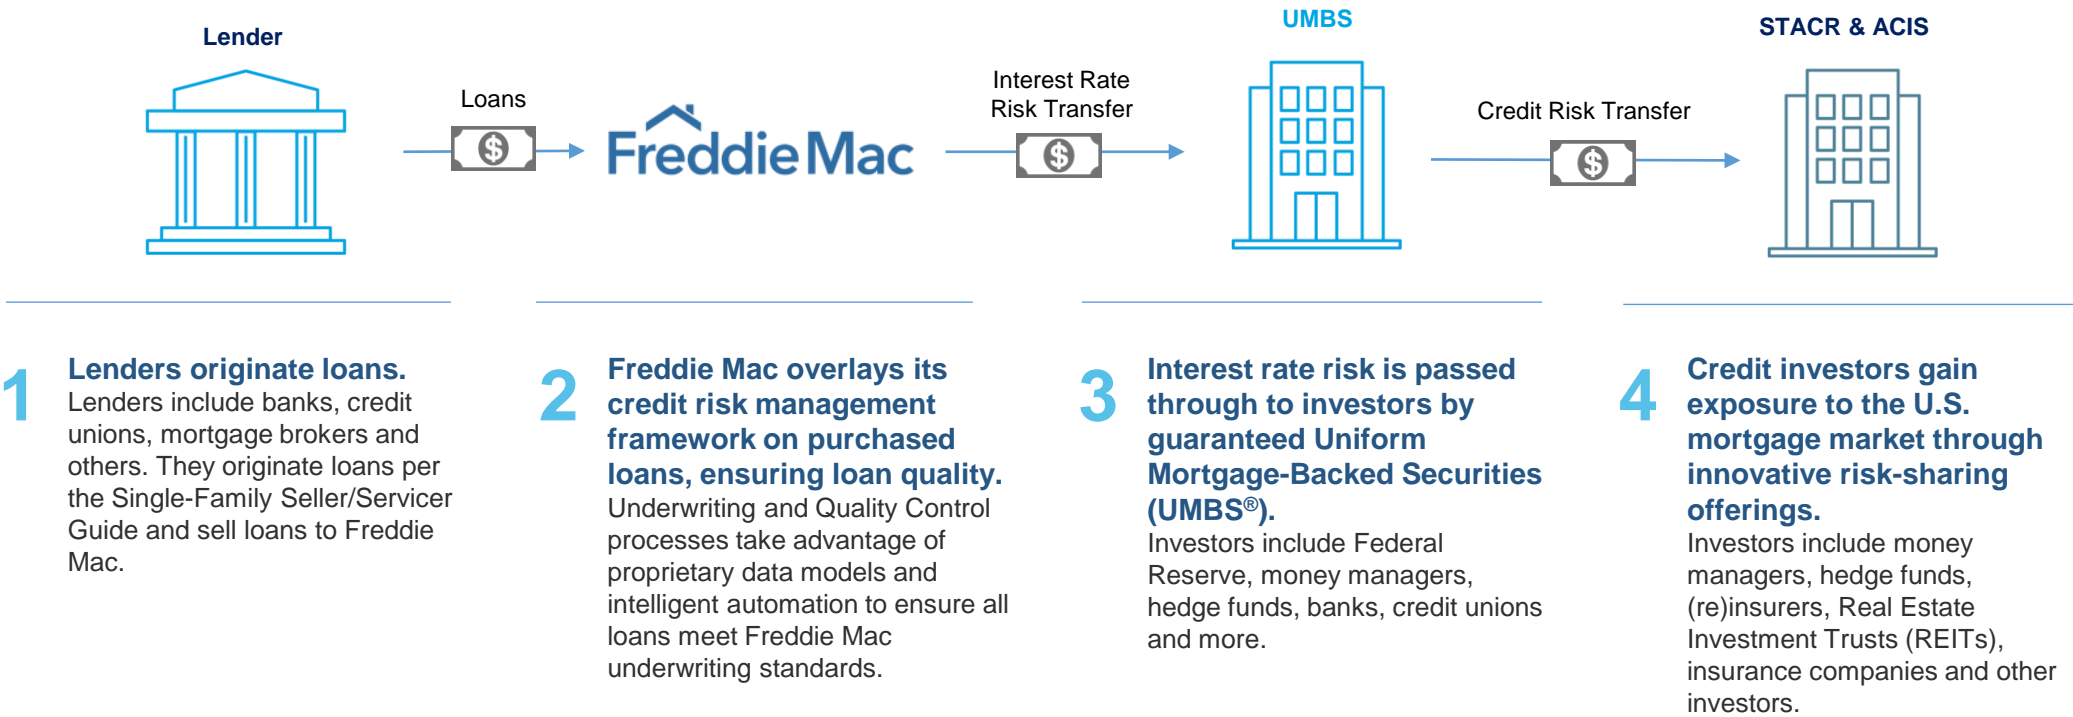 Lender
Loans
Freddie Mac
Interest Rate
Risk Transfer
UMBS
Credit Risk Transfer
STACR & ACIS
1
Lenders originate loans.
Lenders include banks, credit
unions, mortgage brokers and
others. They originate loans per
the Single-Family Seller/Servicer
Guide and sell loans to Freddie
Mac.
2
Freddie Mac overlays its
credit risk management
framework on purchased
loans, ensuring loan quality.
Underwriting and Quality Control
processes take advantage of
proprietary data models and
intelligent automation to ensure all
loans meet Freddie Mac
underwriting standards.
3
Interest rate risk is passed
through to investors by
guaranteed Uniform
Mortgage-Backed Securities
(UMBS®).
Investors include Federal
Reserve, money managers,
hedge funds, banks, credit unions
and more.
4
Credit investors gain
exposure to the U.S.
mortgage market through
innovative risk-sharing
offerings.
Investors include money
managers, hedge funds,
(re)insurers, Real Estate
Investment Trusts (REITs),
insurance companies and other
investors.